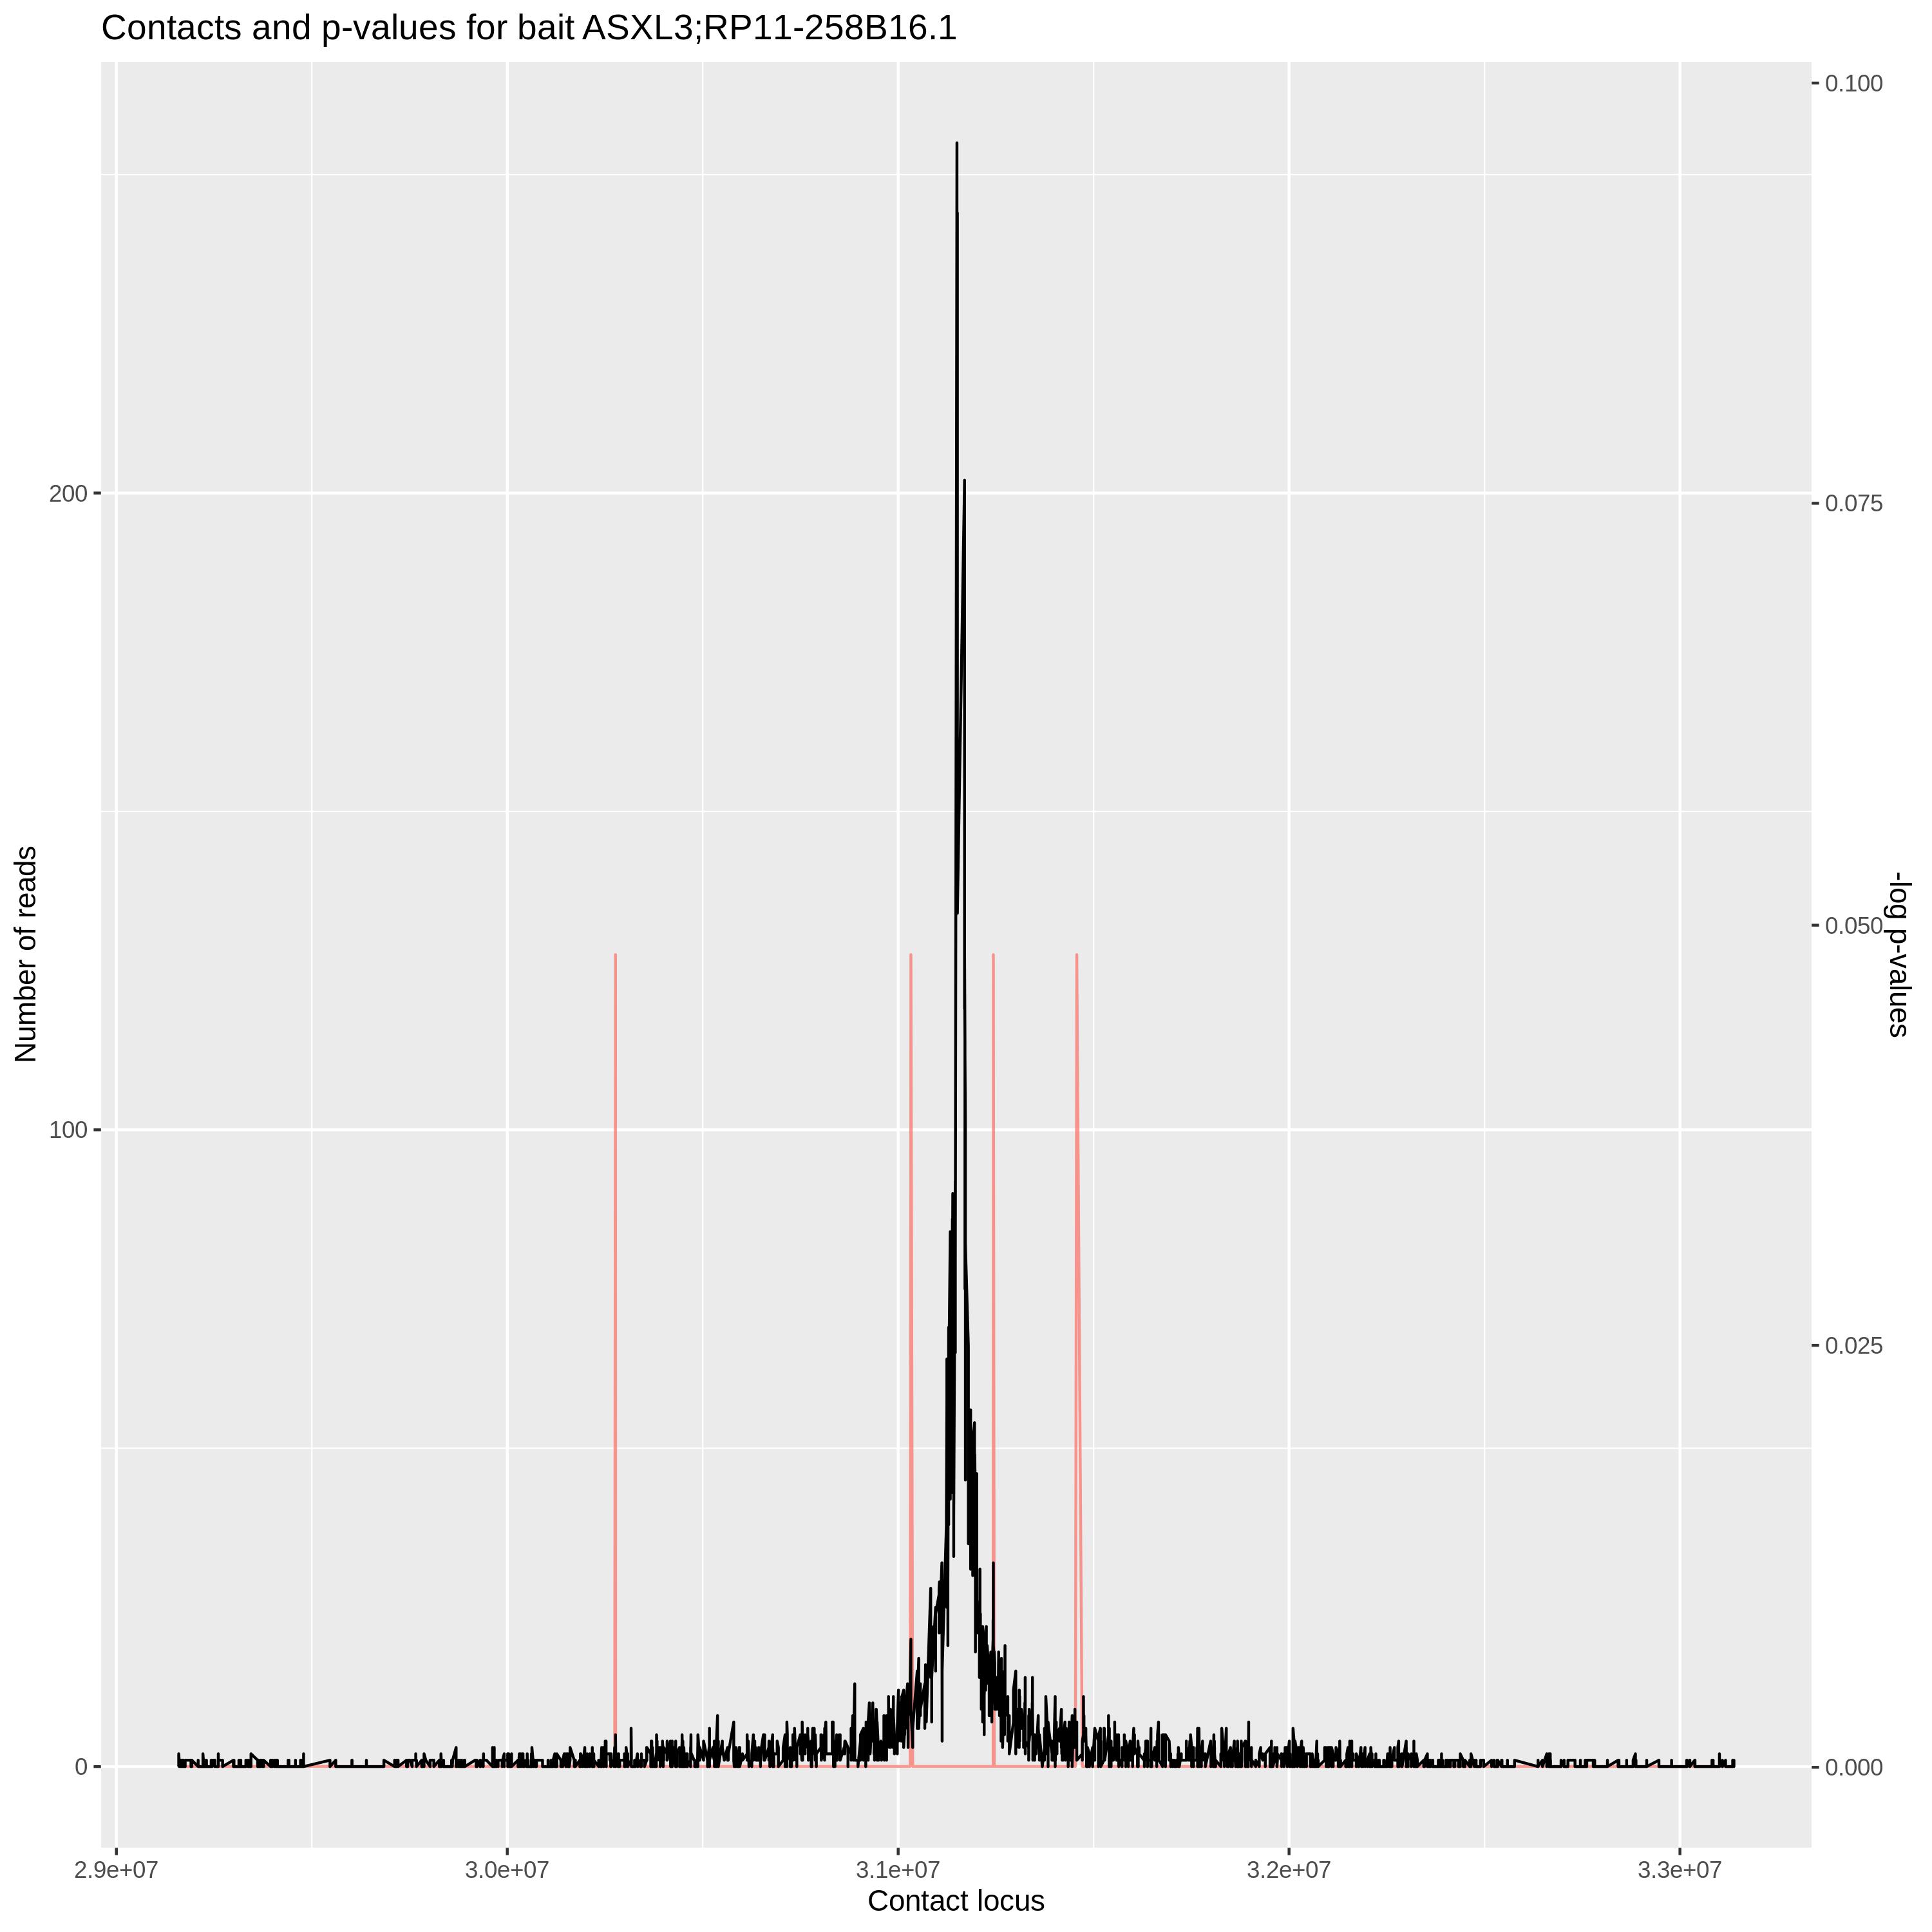 Contacts and p-values for bait ASXL3;RP11-258B16.1
Number of reads
200
100
0
0.100
0.075
0.050
0.025
0.000
-log p-values
2.9e+07 3.0e+07 3.1e+07 3.2e+07 3.3e+07
Contact locus